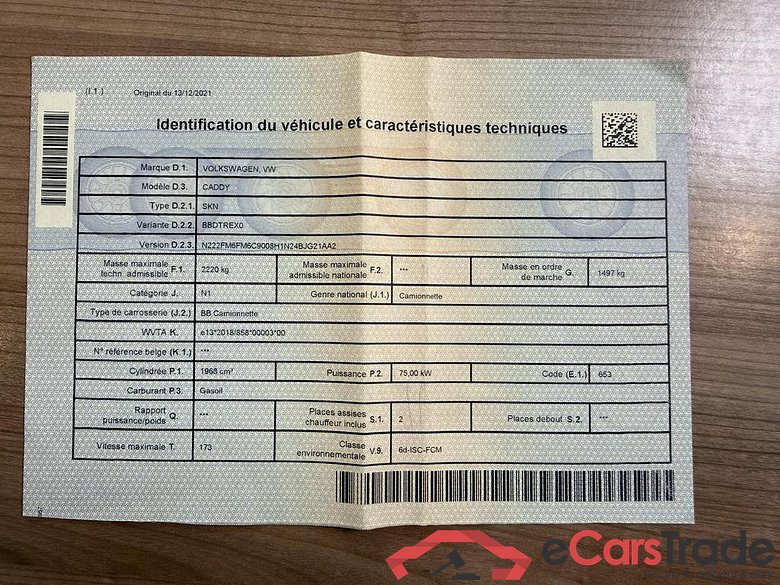 (I.1.) Original du 13/12/2021
Identification du véhicule et caractéristiques techniques
Marque D.1. VOLKSWAGEN, VW
Modèle D.3. CADDY
Type D.2.1. SKN
Variante D.2.2. BBDTREX0
Version D.2.3. N222FM6FM6C9008H1N24BJG21AA2
Masse maximale techn. admissible F.1. 2220 kg Masse maximale admissible nationale F.2. *** Masse en ordre de marche G. 1497 kg
Catégorie J. N1 Genre national (J.1.) Camionnette
Type de carrosserie (J.2.) BB Camionnette
WVTA K. e13*2018/858*00003*00
N° référence belge (K.1.) ***
Cylindrée P.1. 1968 cm³ Puissance P.2. 75,00 kW Code (E.1.) 653
Carburant P.3. Gasoil
Rapport puissance/poids Q. *** Places assises chauffeur inclus S.1. 2 Places debout S.2. ***
Vitesse maximale T. 173 Classe environnementale V.9. 6d-ISC-FCM
eCarsTrade